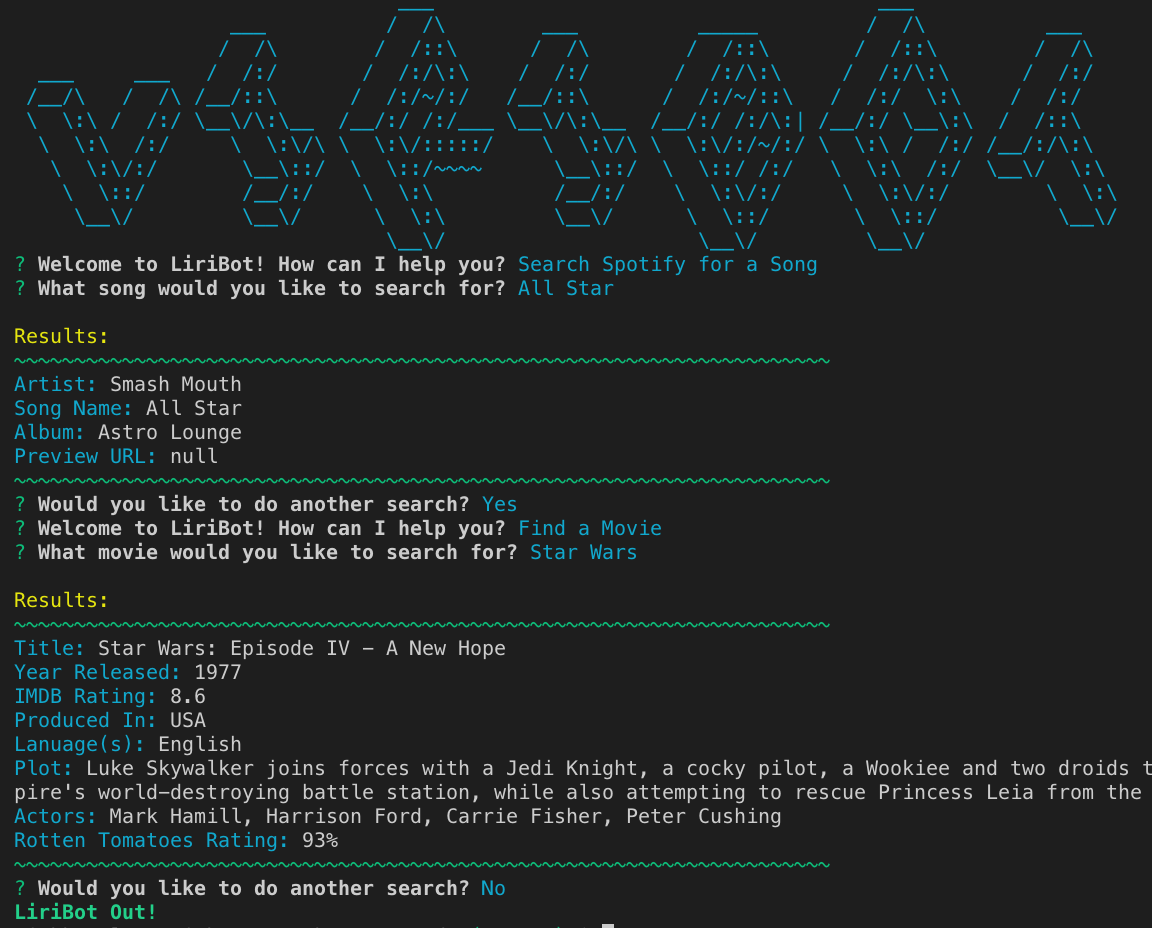 ? Welcome to LiriBot! How can I help you? Search Spotify for a Song
? What song would you like to search for? All Star
Results:
~~~~~~~~~~~~~~~~~~~~~~~~~~~~~~~~~~~~~~~~~~~~~~~~~~~~~~~~~~~~~~~~~~~~
Artist: Smash Mouth
Song Name: All Star
Album: Astro Lounge
Preview URL: null
~~~~~~~~~~~~~~~~~~~~~~~~~~~~~~~~~~~~~~~~~~~~~~~~~~~~~~~~~~~~~~~~~~~~
? Would you like to do another search? Yes
? Welcome to LiriBot! How can I help you? Find a Movie
? What movie would you like to search for? Star Wars
Results:
~~~~~~~~~~~~~~~~~~~~~~~~~~~~~~~~~~~~~~~~~~~~~~~~~~~~~~~~~~~~~~~~~~~~
Title: Star Wars: Episode IV - A New Hope
Year Released: 1977
IMDB Rating: 8.6
Produced In: USA
Lanuage(s): English
Plot: Luke Skywalker joins forces with a Jedi Knight, a cocky pilot, a Wookiee and two droids t
pire's world-destroying battle station, while also attempting to rescue Princess Leia from the
Actors: Mark Hamill, Harrison Ford, Carrie Fisher, Peter Cushing
Rotten Tomatoes Rating: 93%
~~~~~~~~~~~~~~~~~~~~~~~~~~~~~~~~~~~~~~~~~~~~~~~~~~~~~~~~~~~~~~~~~~~~
? Would you like to do another search? No
LiriBot Out!